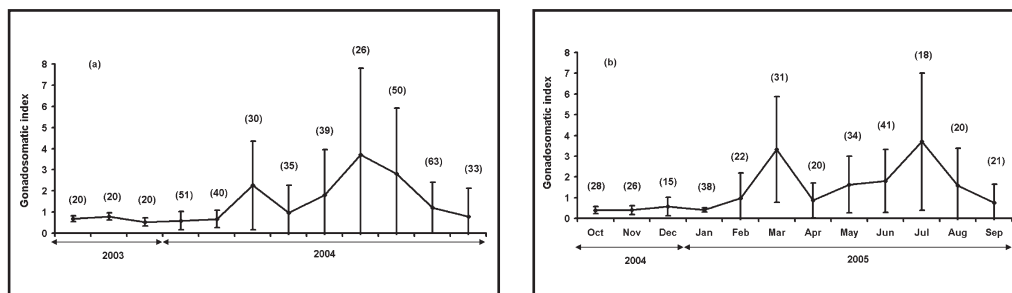 (a)
Gonadosomatic index
8
7
6
5
4
3
2
1
0
(20) (20) (20) (51) (40) (30) (35) (39) (26) (50) (63) (33)
2003 2004
(b)
Gonadosomatic index
8
7
6
5
4
3
2
1
0
(28) (26) (15) (38) (22) (31) (20) (34) (41) (18) (20) (21)
Oct Nov Dec Jan Feb Mar Apr May Jun Jul Aug Sep
2004 2005